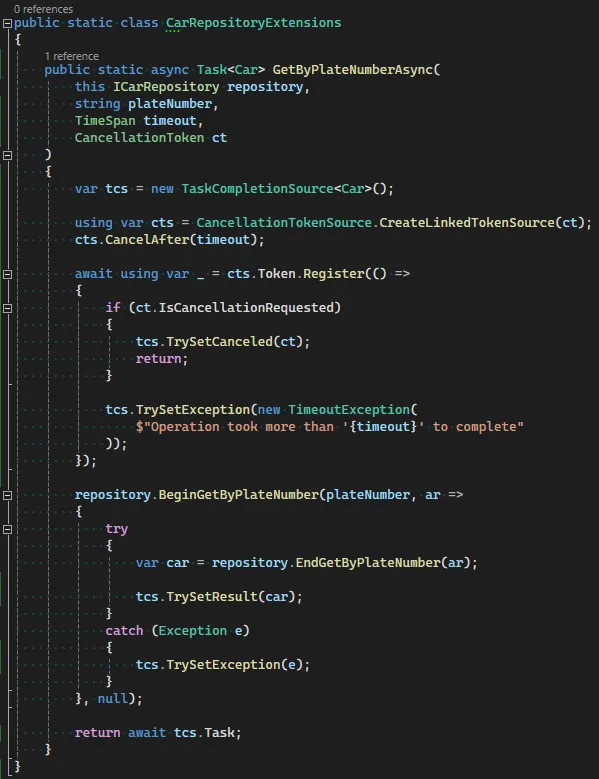 0 references
public static class CarRepositoryExtensions
{
    1 reference
    public static async Task<Car> GetByPlateNumberAsync(
        this ICarRepository repository,
        string plateNumber,
        TimeSpan timeout,
        CancellationToken ct
    )
    {
        var tcs = new TaskCompletionSource<Car>();

        using var cts = CancellationTokenSource.CreateLinkedTokenSource(ct);
        cts.CancelAfter(timeout);

        await using var _ = cts.Token.Register(() =>
        {
            if (ct.IsCancellationRequested)
            {
                tcs.TrySetCanceled(ct);
                return;
            }

            tcs.TrySetException(new TimeoutException(
                $"Operation took more than '{timeout}' to complete"
            ));
        });

        repository.BeginGetByPlateNumber(plateNumber, ar =>
        {
            try
            {
                var car = repository.EndGetByPlateNumber(ar);

                tcs.TrySetResult(car);
            }
            catch (Exception e)
            {
                tcs.TrySetException(e);
            }
        }, null);

        return await tcs.Task;
    }
}